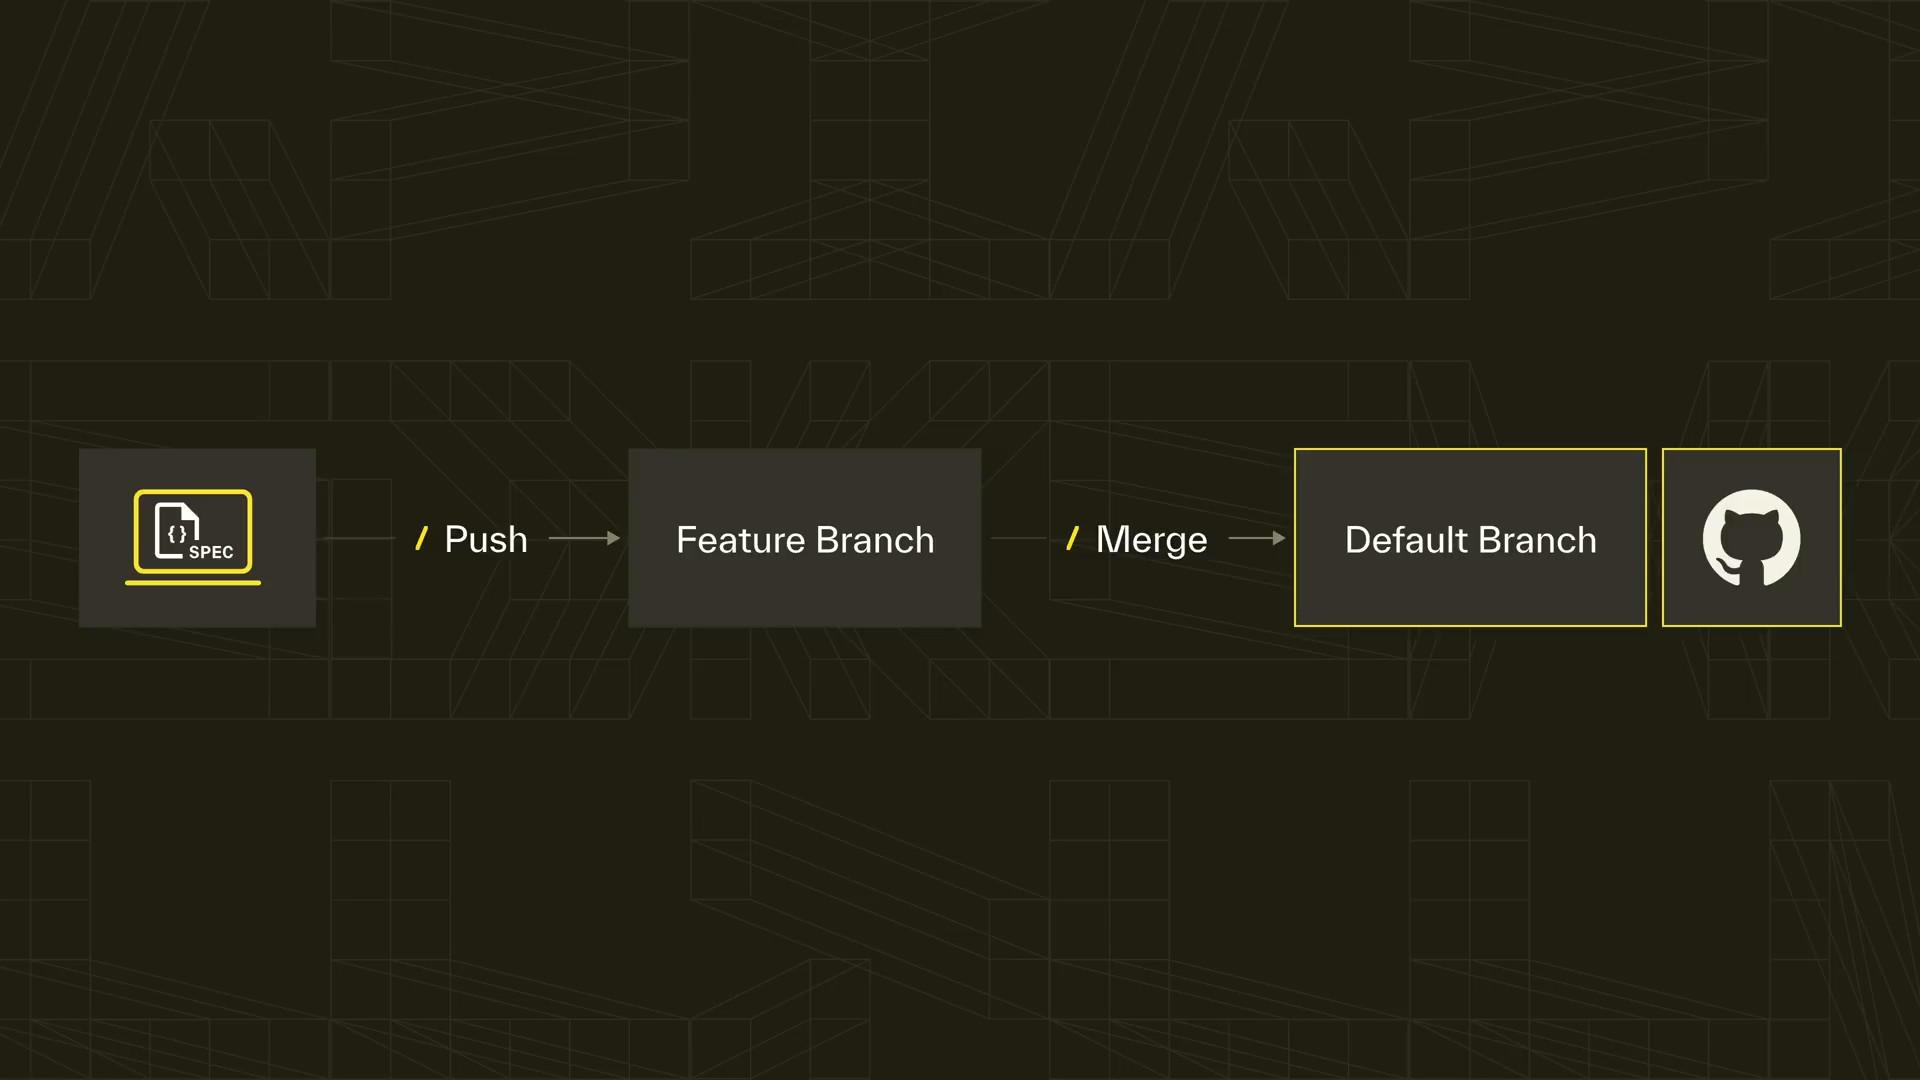 {} SPEC
/ Push
Feature Branch
/ Merge
Default Branch